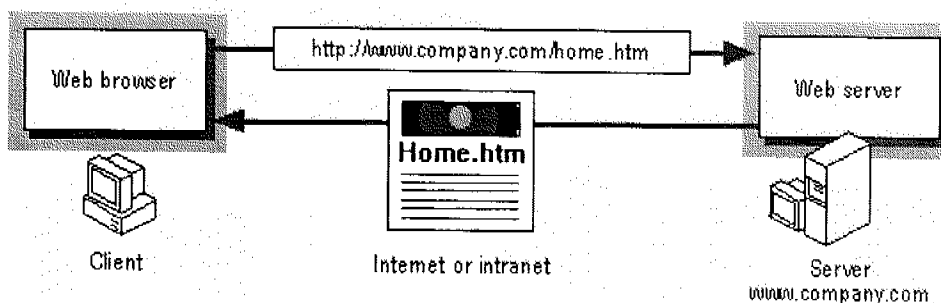 http://www.company.com/home.htm
Web browser
Web server
Home.htm
Client
Internet or intranet
Server
www.company.com